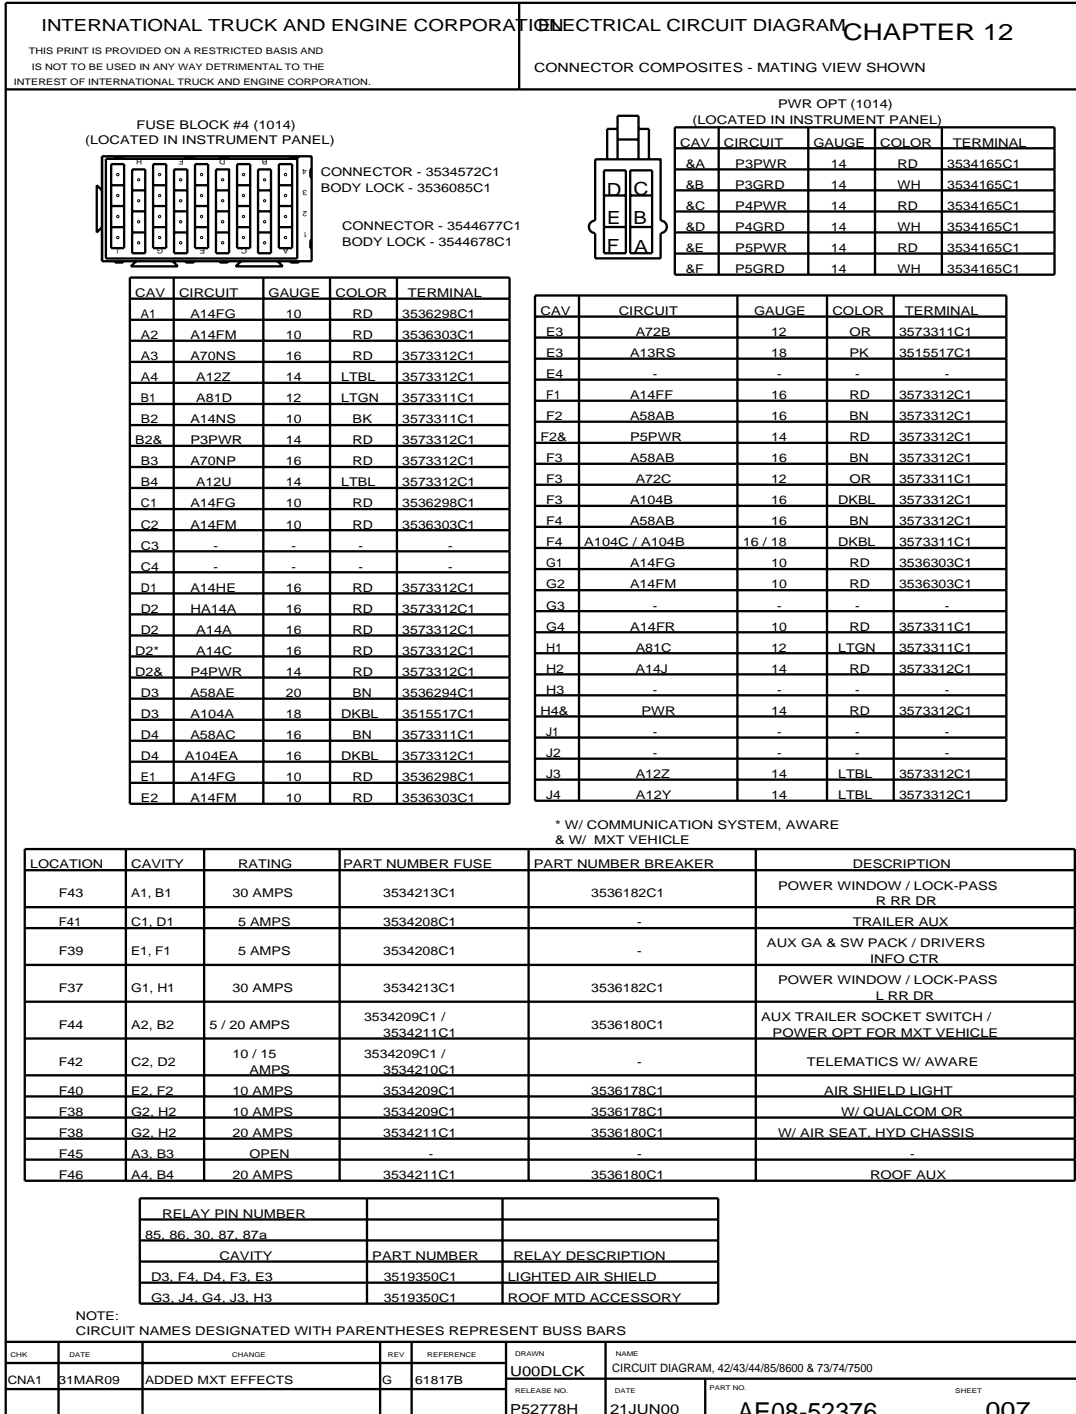 INTERNATIONAL TRUCK AND ENGINE CORPORATION
THIS PRINT IS PROVIDED ON A RESTRICTED BASIS AND
IS NOT TO BE USED IN ANY WAY DETRIMENTAL TO THE
INTEREST OF INTERNATIONAL TRUCK AND ENGINE CORPORATION.
ELECTRICAL CIRCUIT DIAGRAM
CHAPTER 12
CONNECTOR COMPOSITES - MATING VIEW SHOWN
FUSE BLOCK #4 (1014)
(LOCATED IN INSTRUMENT PANEL)
CONNECTOR - 3534572C1
BODY LOCK - 3536085C1
CONNECTOR - 3544677C1
BODY LOCK - 3544678C1
PWR OPT (1014)
(LOCATED IN INSTRUMENT PANEL)
D C
E B
F A
CAV CIRCUIT GAUGE COLOR TERMINAL
&A P3PWR 14 RD 3534165C1
&B P3GRD 14 WH 3534165C1
&C P4PWR 14 RD 3534165C1
&D P4GRD 14 WH 3534165C1
&E P5PWR 14 RD 3534165C1
&F P5GRD 14 WH 3534165C1
CAV CIRCUIT GAUGE COLOR TERMINAL
A1 A14FG 10 RD 3536298C1
A2 A14FM 10 RD 3536303C1
A3 A70NS 16 RD 3573312C1
A4 A12Z 14 LTBL 3573312C1
B1 A81D 12 LTGN 3573311C1
B2 A14NS 10 BK 3573311C1
B2& P3PWR 14 RD 3573312C1
B3 A70NP 16 RD 3573312C1
B4 A12U 14 LTBL 3573312C1
C1 A14FG 10 RD 3536298C1
C2 A14FM 10 RD 3536303C1
C3 - - - -
C4 - - - -
D1 A14HE 16 RD 3573312C1
D2 HA14A 16 RD 3573312C1
D2 A14A 16 RD 3573312C1
D2* A14C 16 RD 3573312C1
D2& P4PWR 14 RD 3573312C1
D3 A58AE 20 BN 3536294C1
D3 A104A 18 DKBL 3515517C1
D4 A58AC 16 BN 3573311C1
D4 A104EA 16 DKBL 3573312C1
E1 A14FG 10 RD 3536298C1
E2 A14FM 10 RD 3536303C1
CAV CIRCUIT GAUGE COLOR TERMINAL
E3 A72B 12 OR 3573311C1
E3 A13RS 18 PK 3515517C1
E4 - - - -
F1 A14FF 16 RD 3573312C1
F2 A58AB 16 BN 3573312C1
F2& P5PWR 14 RD 3573312C1
F3 A58AB 16 BN 3573312C1
F3 A72C 12 OR 3573311C1
F3 A104B 16 DKBL 3573312C1
F4 A58AB 16 BN 3573312C1
F4 A104C / A104B 16 / 18 DKBL 3573311C1
G1 A14FG 10 RD 3536303C1
G2 A14FM 10 RD 3536303C1
G3 - - - -
G4 A14FR 10 RD 3573311C1
H1 A81C 12 LTGN 3573311C1
H2 A14J 14 RD 3573312C1
H3 - - - -
H4& PWR 14 RD 3573312C1
J1 - - - -
J2 - - - -
J3 A12Z 14 LTBL 3573312C1
J4 A12Y 14 LTBL 3573312C1
* W/ COMMUNICATION SYSTEM, AWARE
& W/ MXT VEHICLE
LOCATION CAVITY RATING PART NUMBER FUSE PART NUMBER BREAKER DESCRIPTION
F43 A1, B1 30 AMPS 3534213C1 3536182C1 POWER WINDOW / LOCK-PASS
R RR DR
F41 C1, D1 5 AMPS 3534208C1 - TRAILER AUX
F39 E1, F1 5 AMPS 3534208C1 - AUX GA & SW PACK / DRIVERS
INFO CTR
F37 G1, H1 30 AMPS 3534213C1 3536182C1 POWER WINDOW / LOCK-PASS
L RR DR
F44 A2, B2 5 / 20 AMPS 3534209C1 / 3536180C1 AUX TRAILER SOCKET SWITCH /
3534211C1 POWER OPT FOR MXT VEHICLE
F42 C2, D2 10 / 15 3534209C1 / - TELEMATICS W/ AWARE
AMPS 3534210C1
F40 E2, F2 10 AMPS 3534209C1 3536178C1 AIR SHIELD LIGHT
F38 G2, H2 10 AMPS 3534209C1 3536178C1 W/ QUALCOM OR
F38 G2, H2 20 AMPS 3534211C1 3536180C1 W/ AIR SEAT, HYD CHASSIS
F45 A3, B3 OPEN - - -
F46 A4, B4 20 AMPS 3534211C1 3536180C1 ROOF AUX
RELAY PIN NUMBER
85, 86, 30, 87, 87a
CAVITY PART NUMBER RELAY DESCRIPTION
D3, F4, D4, F3, E3 3519350C1 LIGHTED AIR SHIELD
G3, J4, G4, J3, H3 3519350C1 ROOF MTD ACCESSORY
NOTE:
CIRCUIT NAMES DESIGNATED WITH PARENTHESES REPRESENT BUSS BARS
CHK DATE CHANGE REV REFERENCE
CNA1 31MAR09 ADDED MXT EFFECTS G 61817B
DRAWN
U00DLCK
NAME
CIRCUIT DIAGRAM, 42/43/44/85/8600 & 73/74/7500
RELEASE NO. DATE PART NO. SHEET
P52778H 21JUN00 AE08-52376 007